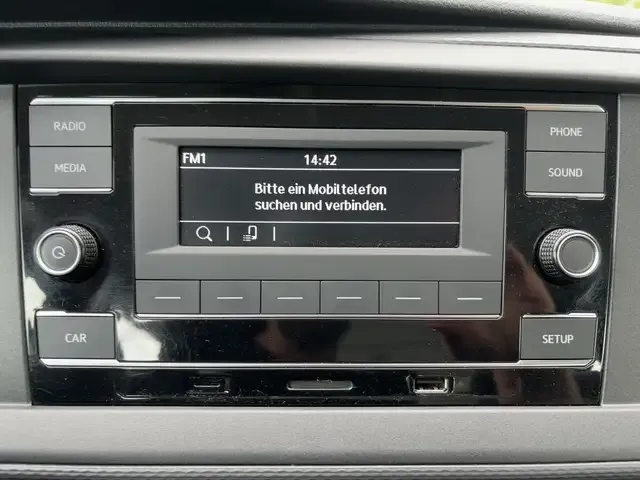 RADIO
MEDIA
FM1 14:42
Bitte ein Mobiltelefon
suchen und verbinden.
PHONE
SOUND
CAR
SETUP